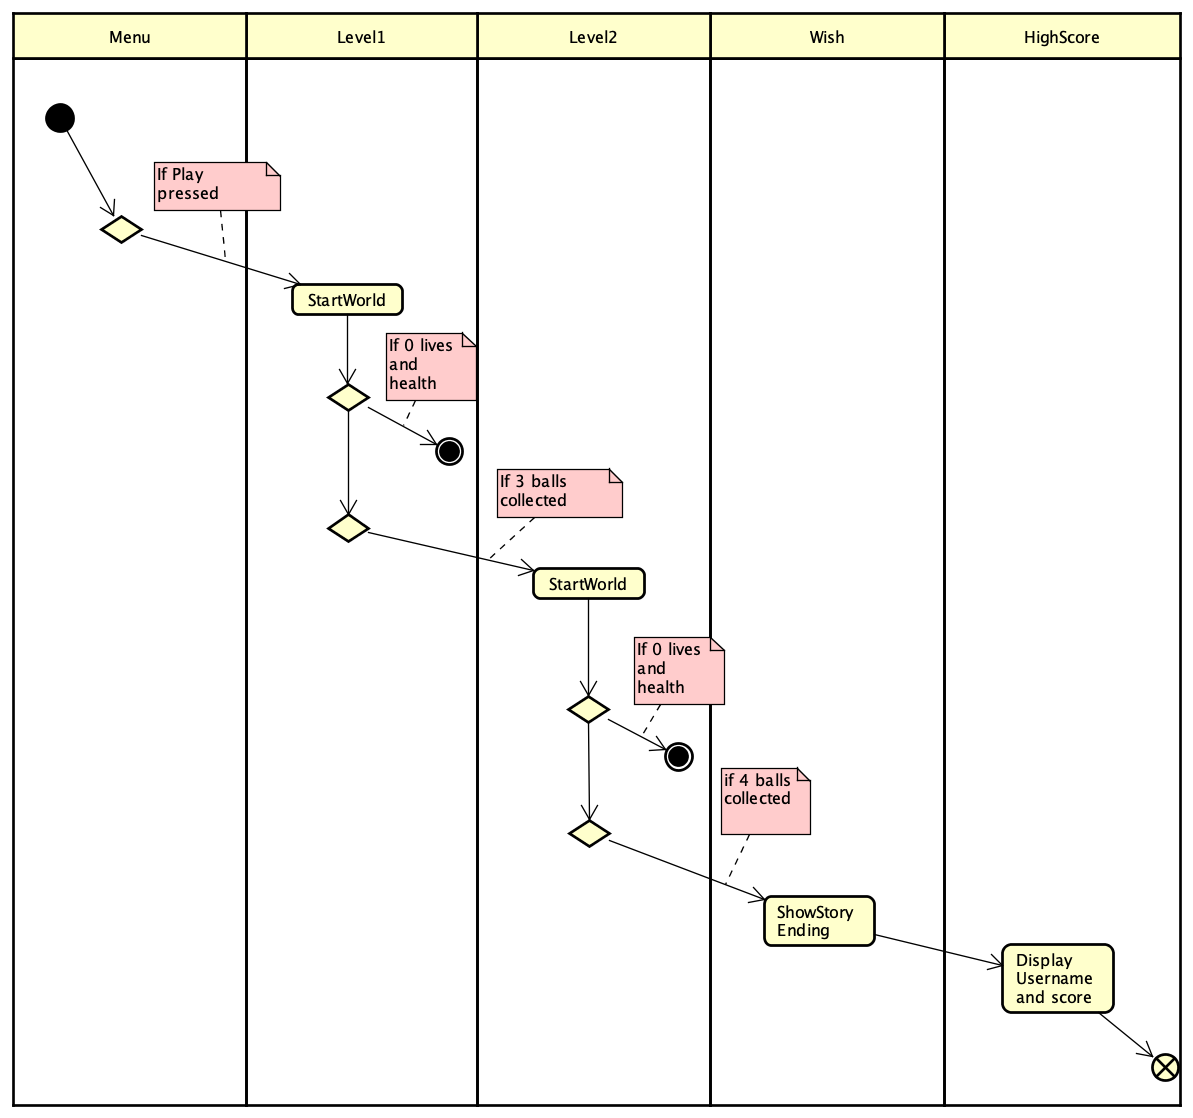 Menu
Level1
Level2
Wish
HighScore
If Play
pressed
StartWorld
If 0 lives
and
health
If 3 balls
collected
StartWorld
If 0 lives
and
health
if 4 balls
collected
ShowStory
Ending
Display
Username
and score